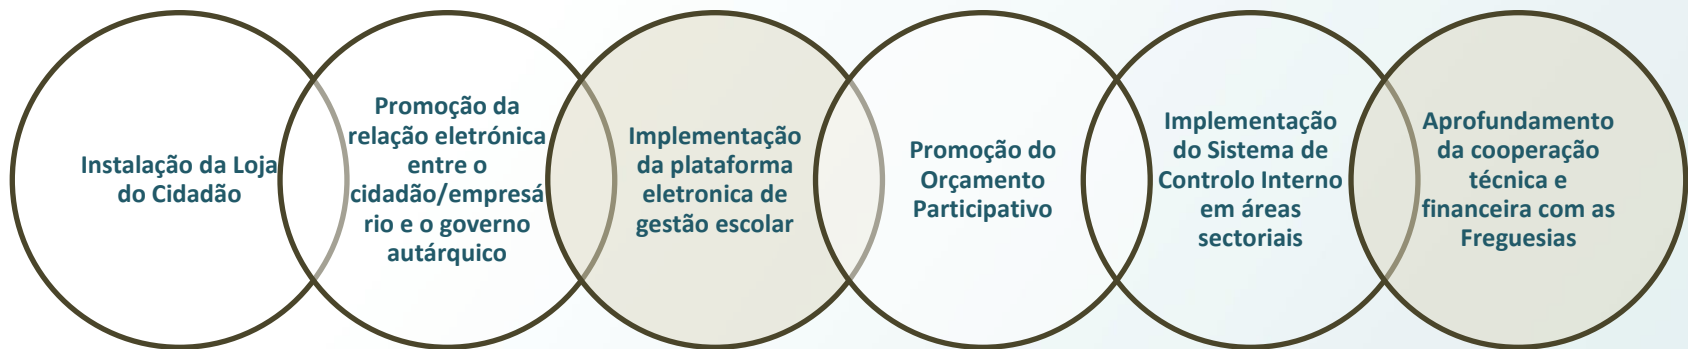 Instalação da Loja
do Cidadão
Promoção da
relação eletrónica
entre o
cidadão/empresá
rio e o governo
autárquico
Implementação
da plataforma
eletronica de
gestão escolar
Promoção do
Orçamento
Participativo
Implementação
do Sistema de
Controlo Interno
em áreas
sectoriais
Aprofundamento
da cooperação
técnica e
financeira com as
Freguesias